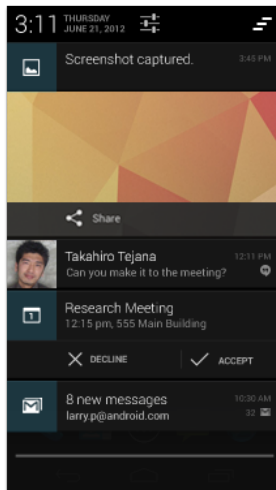 3:11 THURSDAY
JUNE 21, 2012
Screenshot captured. 3:45 PM
Share
Takahiro Tejana 12:11 PM
Can you make it to the meeting?
1
Research Meeting
12:15 pm, 555 Main Building
DECLINE ACCEPT
8 new messages 10:30 AM
larry.p@android.com 32